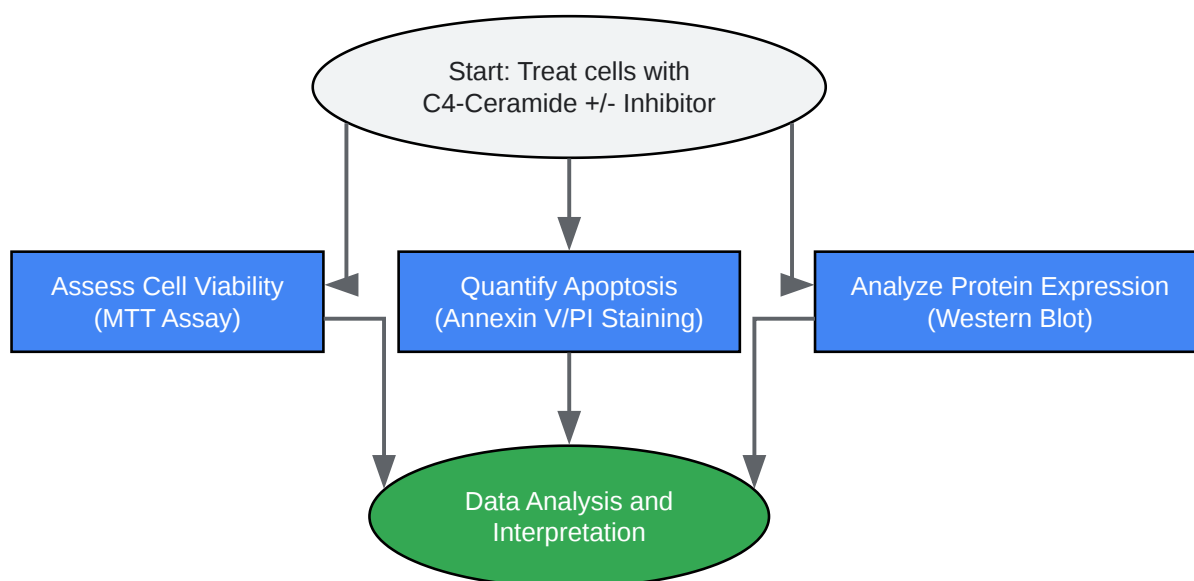 Start: Treat cells with
C4-Ceramide +/- Inhibitor
Assess Cell Viability
(MTT Assay)
Quantify Apoptosis
(Annexin V/PI Staining)
Analyze Protein Expression
(Western Blot)
Data Analysis and
Interpretation